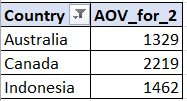 Country AOV_for_2
Australia 1329
Canada 2219
Indonesia 1462